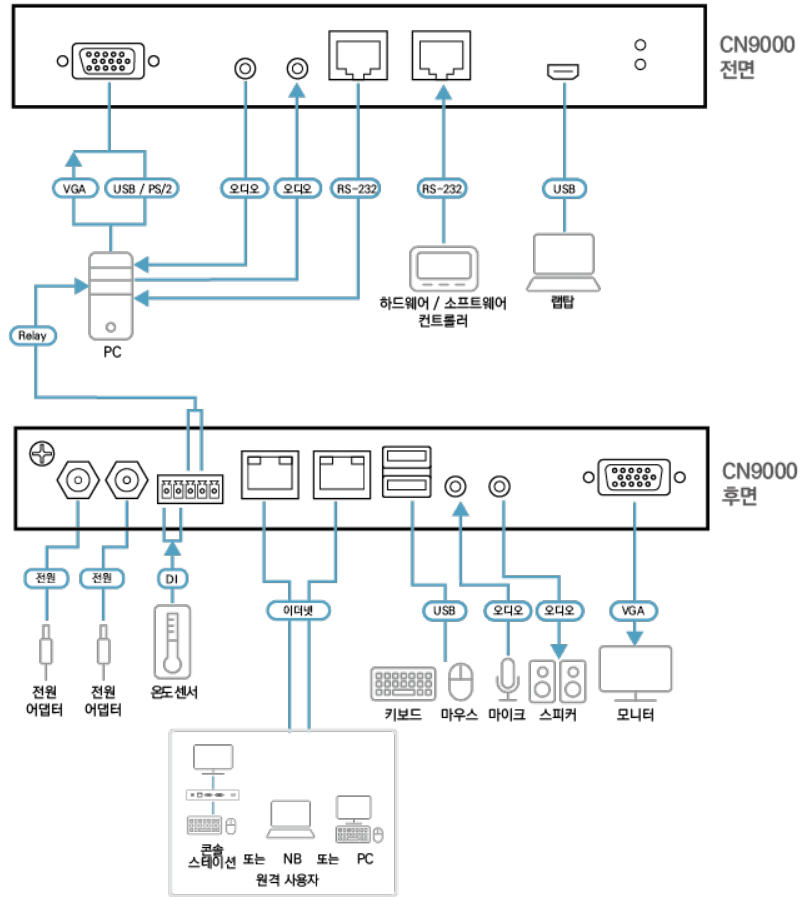 CN9000
전면
VGA
USB / PS/2
오디오
오디오
RS-232
RS-232
USB
하드웨어 / 소프트웨어
컨트롤러
랩탑
Relay
PC
CN9000
후면
전원
전원
DI
이더넷
USB
오디오
오디오
VGA
전원
어댑터
전원
어댑터
온도센서
키보드
마우스
마이크
스피커
모니터
콘솔
스테이션 또는 NB 또는 PC
원격 사용자